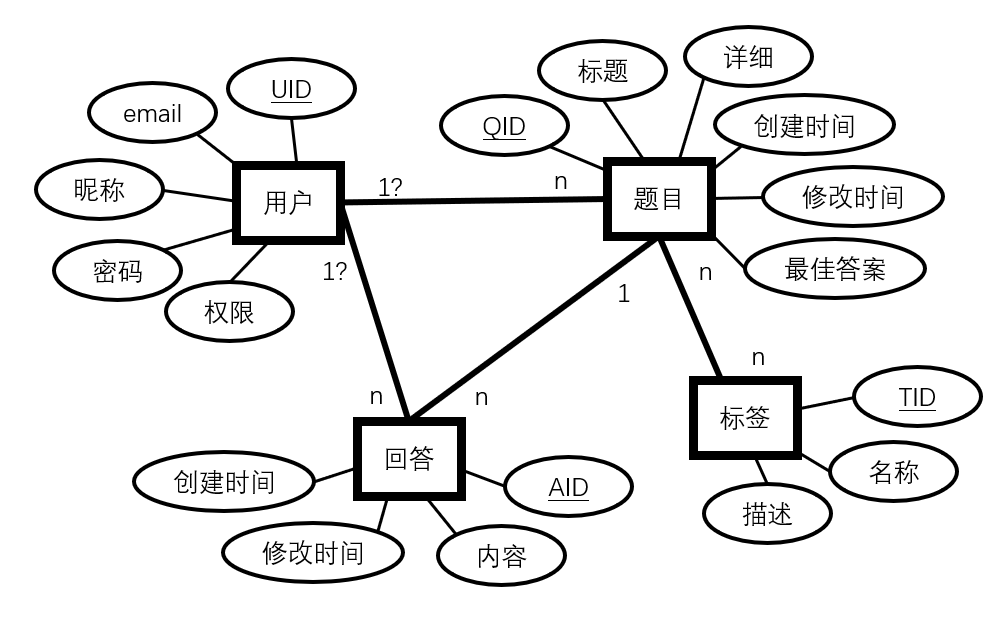 详细
标题
UID
email
QID
创建时间
昵称
1?
n
用户
题目
修改时间
密码
1?
n
最佳答案
权限
1
n
n
n
标签
TID
回答
创建时间
AID
名称
描述
修改时间
内容